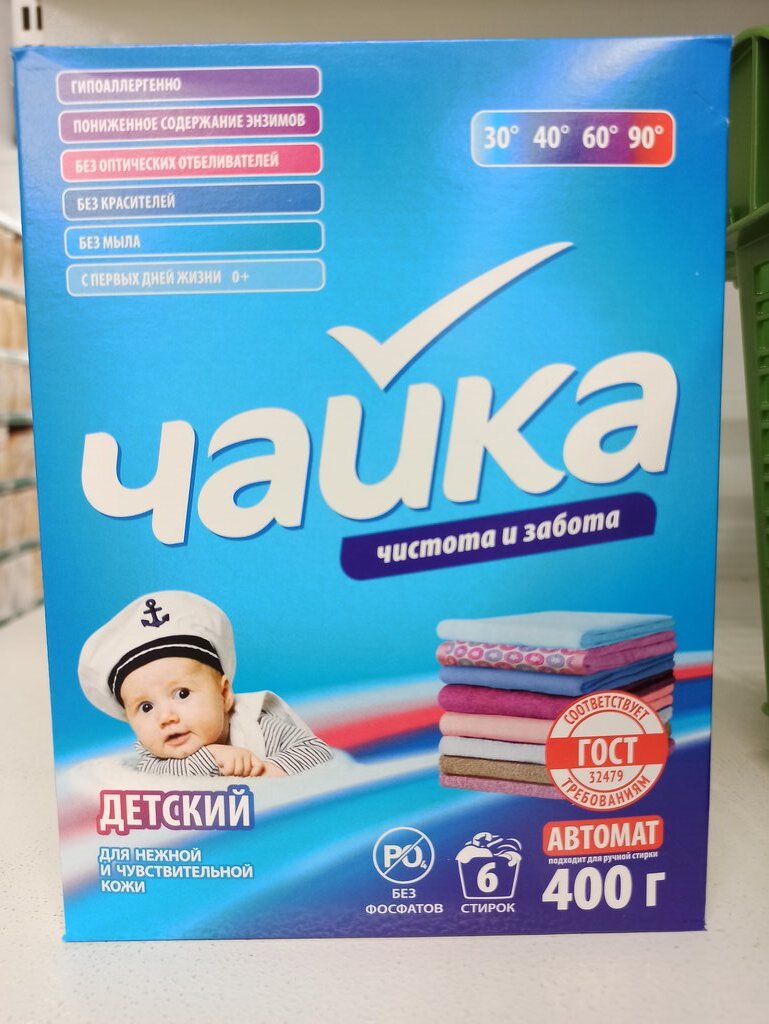 ГИПОАЛЛЕРГЕННО
ПОНИЖЕННОЕ СОДЕРЖАНИЕ ЭНЗИМОВ
БЕЗ ОПТИЧЕСКИХ ОТБЕЛИВАТЕЛЕЙ
БЕЗ КРАСИТЕЛЕЙ
БЕЗ МЫЛА
С ПЕРВЫХ ДНЕЙ ЖИЗНИ 0+
30° 40° 60° 90°
чайка
чистота и забота
СООТВЕТСТВУЕТ
ГОСТ
32479
ТРЕБОВАНИЯМ
ДЕТСКИЙ
ДЛЯ НЕЖНОЙ
И ЧУВСТВИТЕЛЬНОЙ
КОЖИ
PO₄
БЕЗ
ФОСФАТОВ
6
СТИРОК
АВТОМАТ
подходит для ручной стирки
400 г